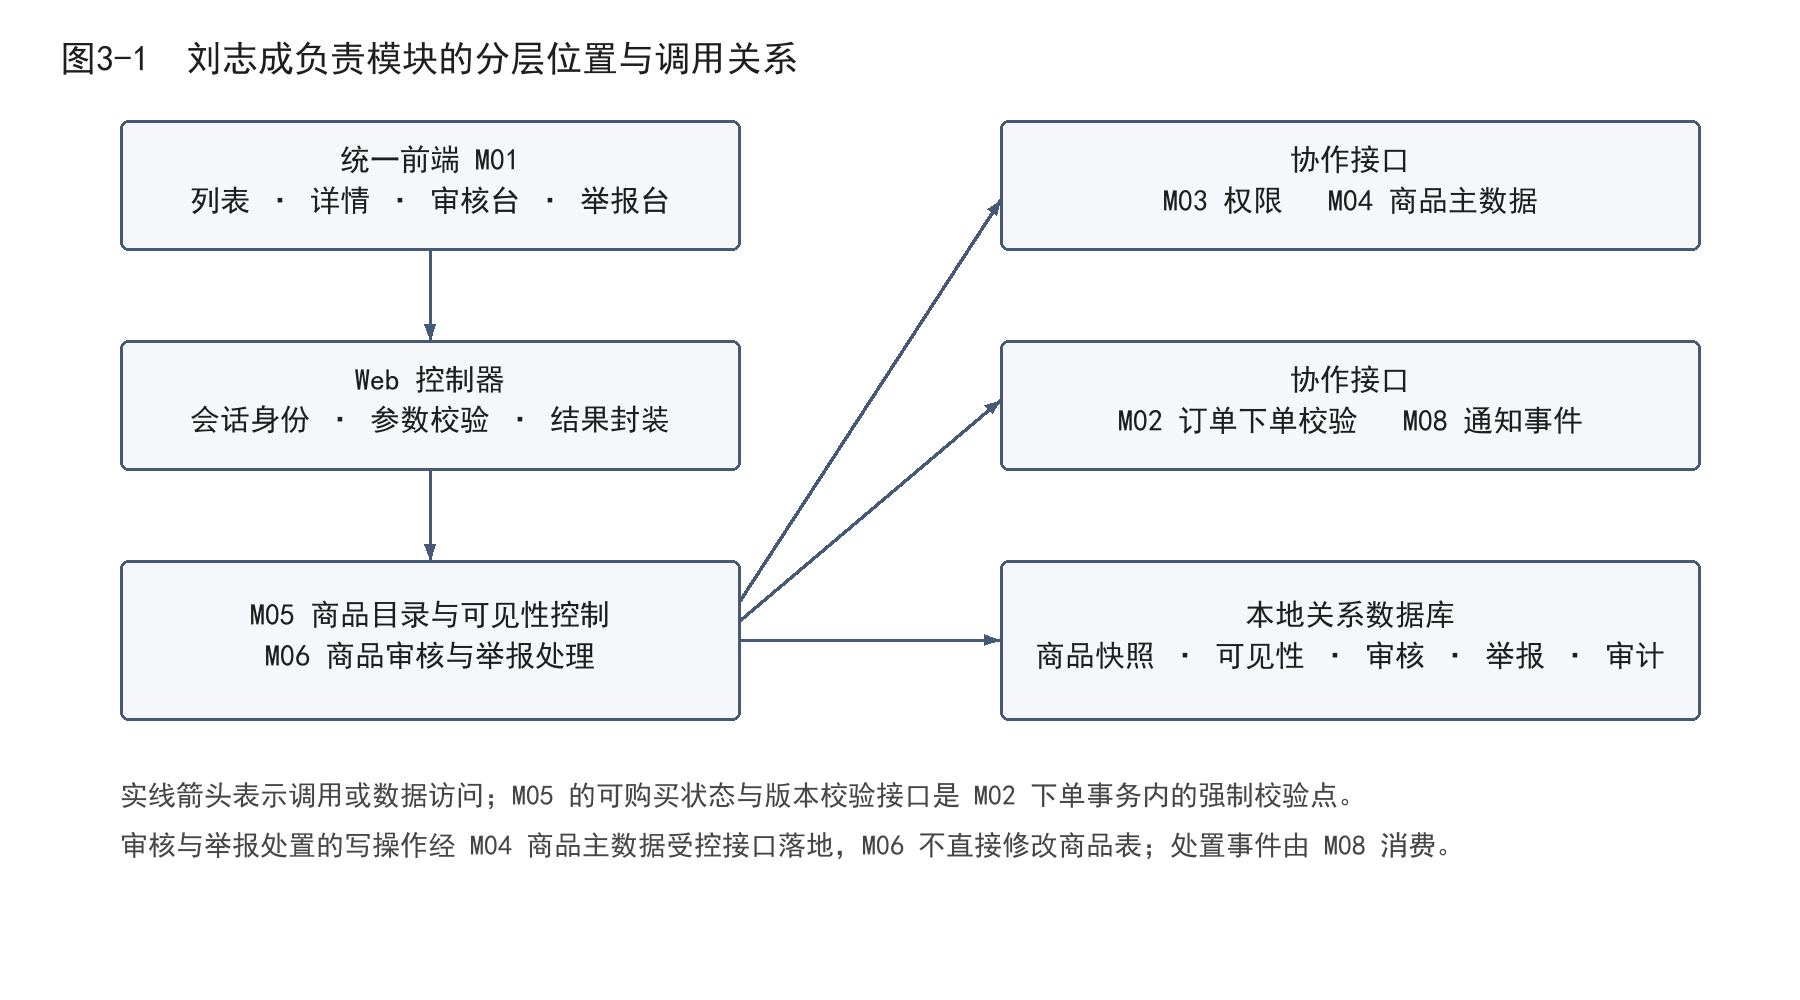 图3-1 刘志成负责模块的分层位置与调用关系
统一前端 M01
列表 · 详情 · 审核台 · 举报台
协作接口
M03 权限 M04 商品主数据
Web 控制器
会话身份 · 参数校验 · 结果封装
协作接口
M02 订单下单校验 M08 通知事件
M05 商品目录与可见性控制
M06 商品审核与举报处理
本地关系数据库
商品快照 · 可见性 · 审核 · 举报 · 审计
实线箭头表示调用或数据访问；M05 的可购买状态与版本校验接口是 M02 下单事务内的强制校验点。
审核与举报处置的写操作经 M04 商品主数据受控接口落地，M06 不直接修改商品表；处置事件由 M08 消费。